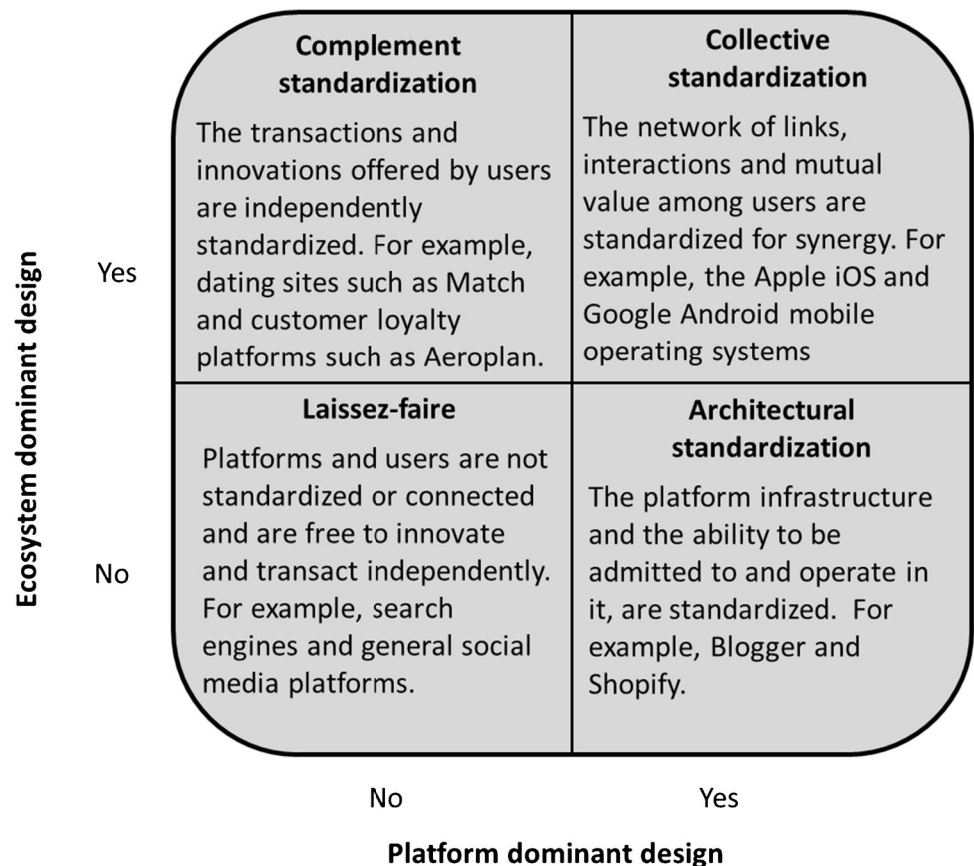 Complement
standardization
The transactions and
innovations offered by users
are independently
standardized. For example,
dating sites such as Match
and customer loyalty
platforms such as Aeroplan.
Collective
standardization
The network of links,
interactions and mutual
value among users are
standardized for synergy. For
example, the Apple iOS and
Google Android mobile
operating systems
Laissez-faire
Platforms and users are not
standardized or connected
and are free to innovate
and transact independently.
For example, search
engines and general social
media platforms.
Architectural
standardization
The platform infrastructure
and the ability to be
admitted to and operate in
it, are standardized.  For
example, Blogger and
Shopify.
Ecosystem dominant design
Yes
No
No
Yes
Platform dominant design